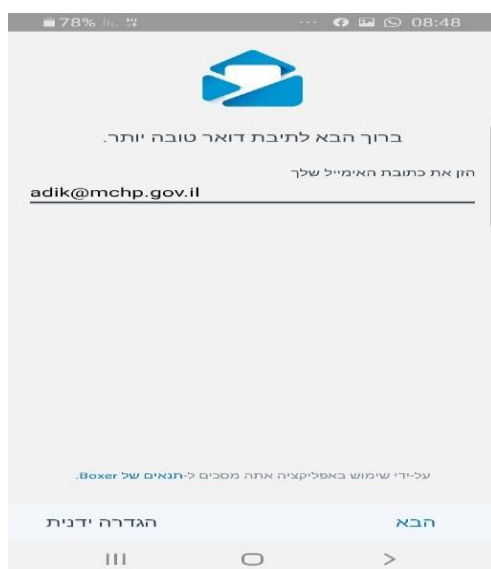 78% 08:48
ברוך הבא לתיבת דואר טובה יותר.
הזן את כתובת האימייל שלך
adik@mchp.gov.il
על-ידי שימוש באפליקציה אתה מסכים ל-תנאים של Boxer.
הבא הגדרה ידנית